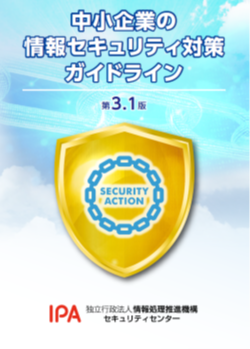 中小企業の
情報セキュリティ対策
ガイドライン
第3.1版
SECURITY
ACTION
IPA 独立行政法人情報処理推進機構
セキュリティセンター